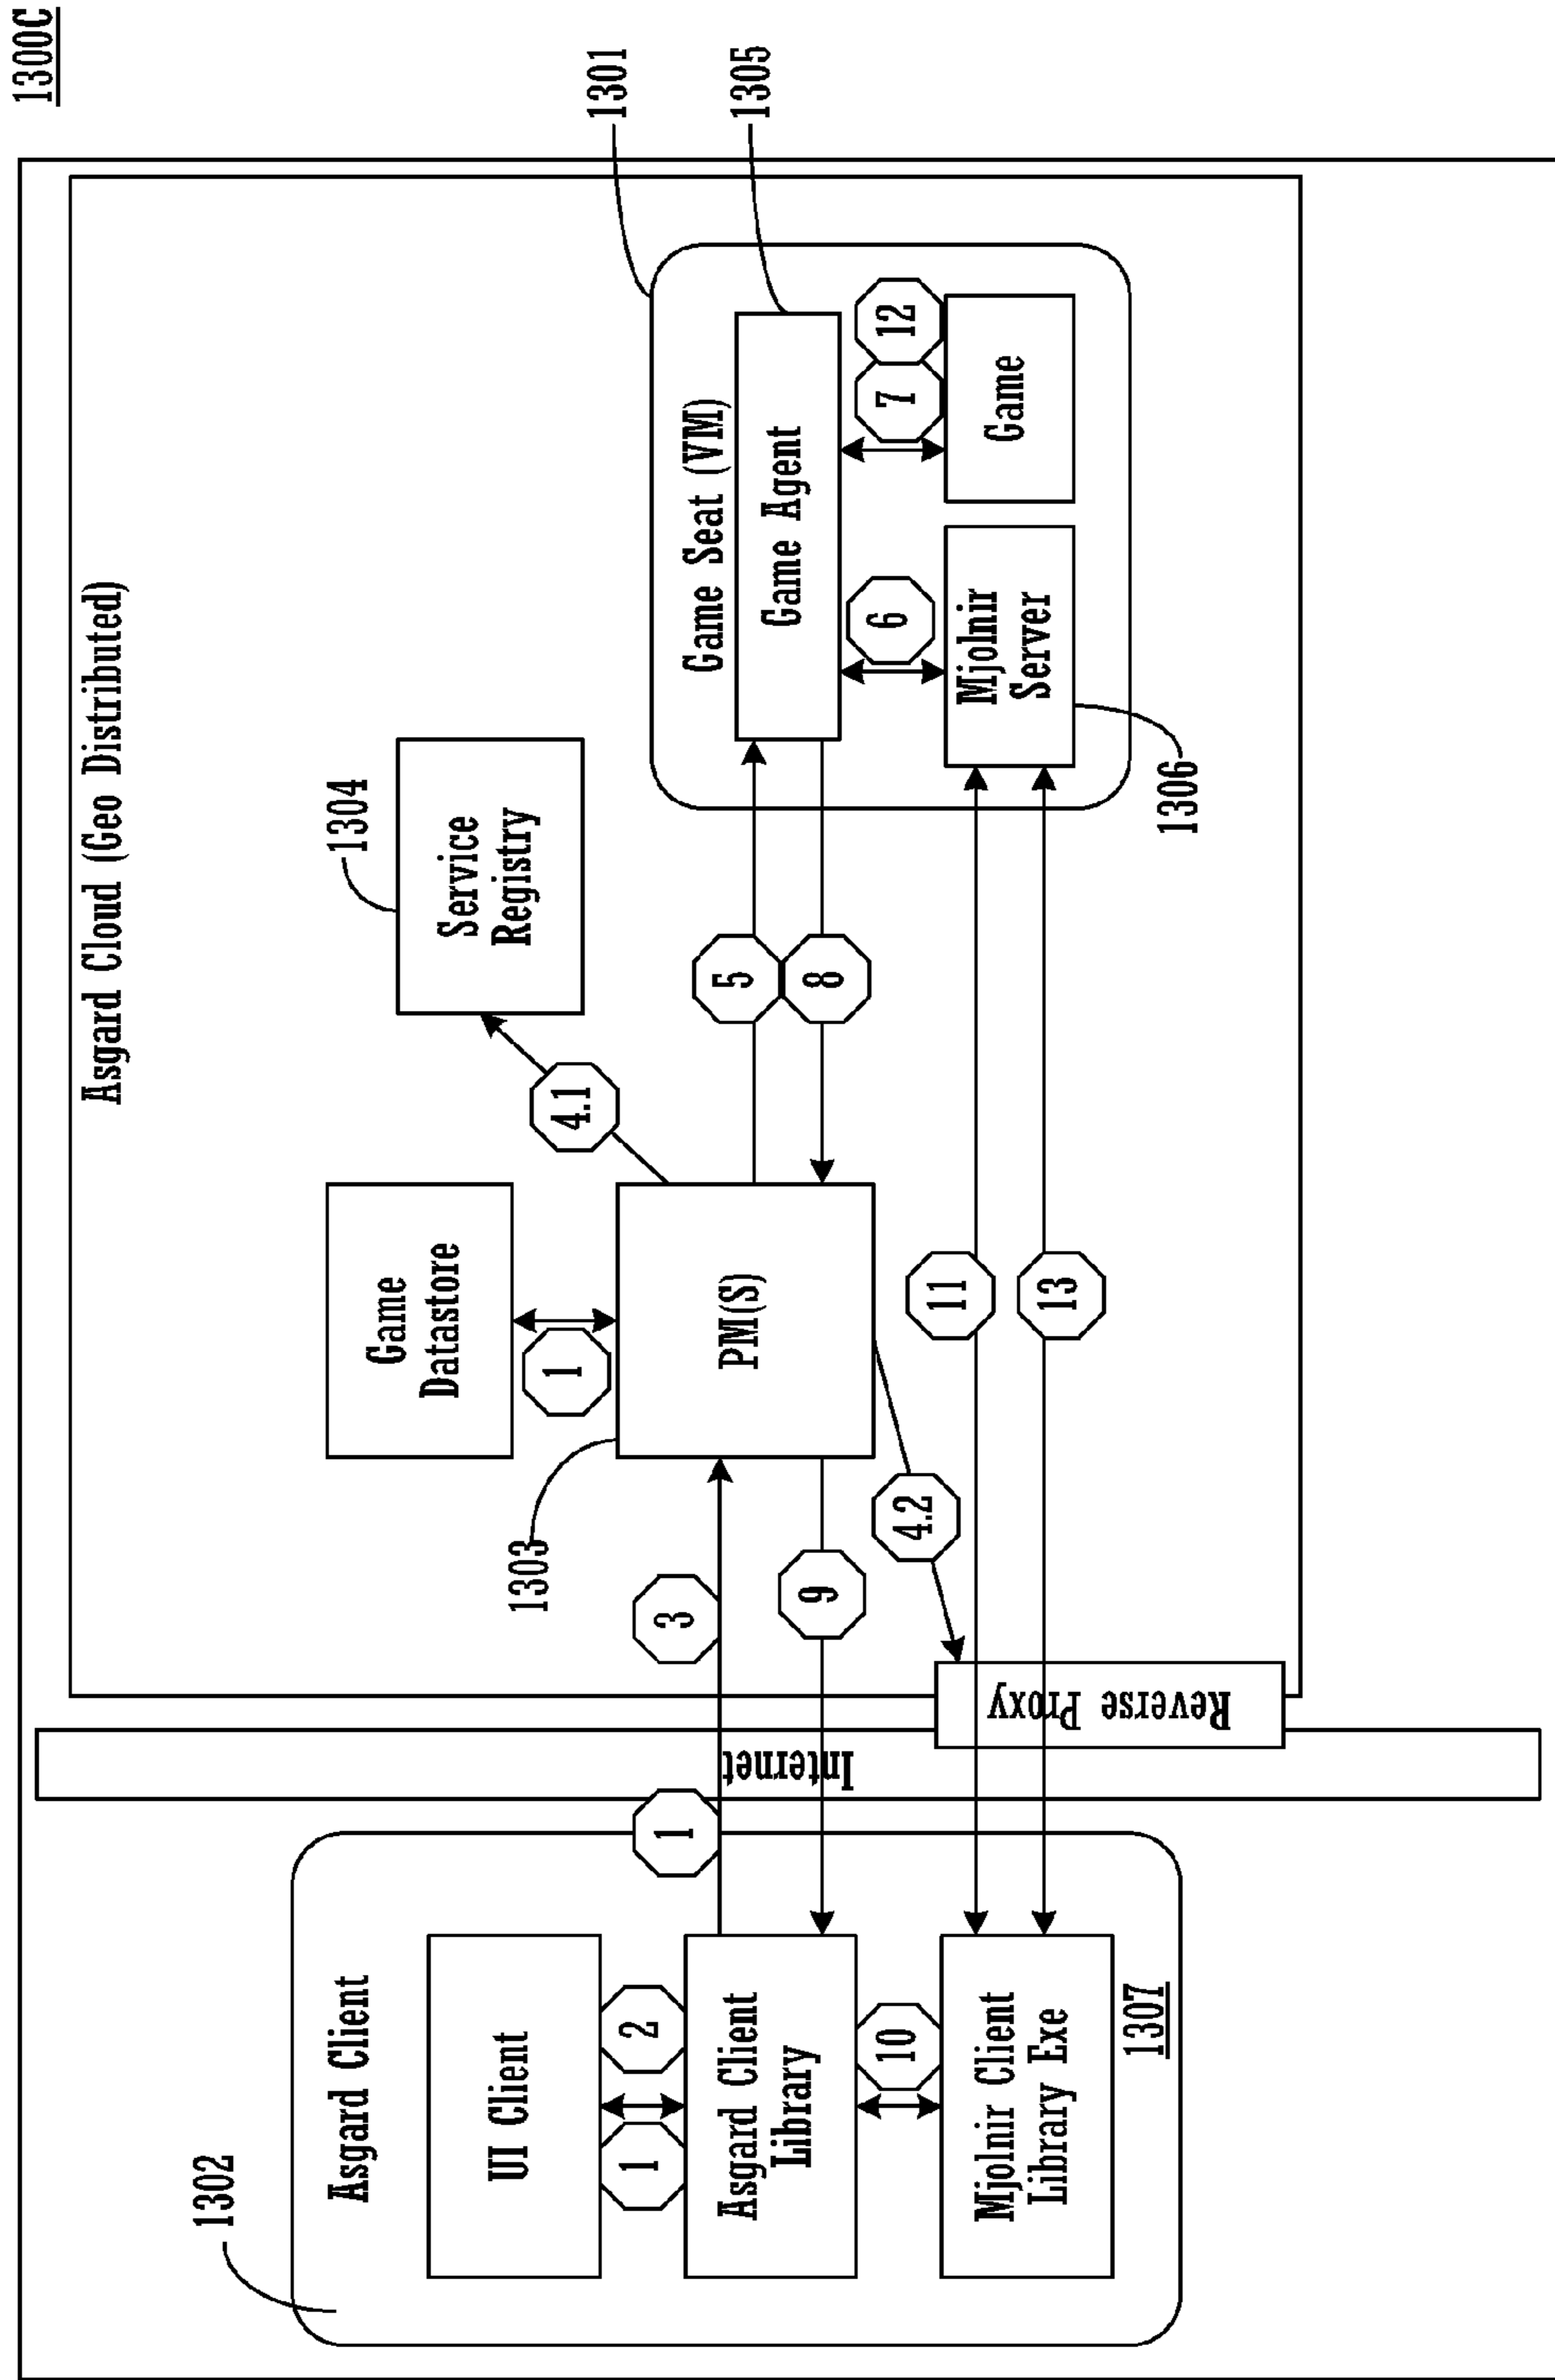 1300C
Asgard Cloud (Geo Distributed)
1301
1305
1304
Service
Registry
Game
Datastore
1
4.1
1303
PM(S)
Game Seat (VM)
Game Agent
5
8
6
7
12
Mjolnir
Server
Game
1306
3
9
4.2
11
13
Reverse Proxy
Internet
1
1302
Asgard Client
UI Client
1
2
Asgard Client
Library
10
Mjolnir Client
Library Exe
1307